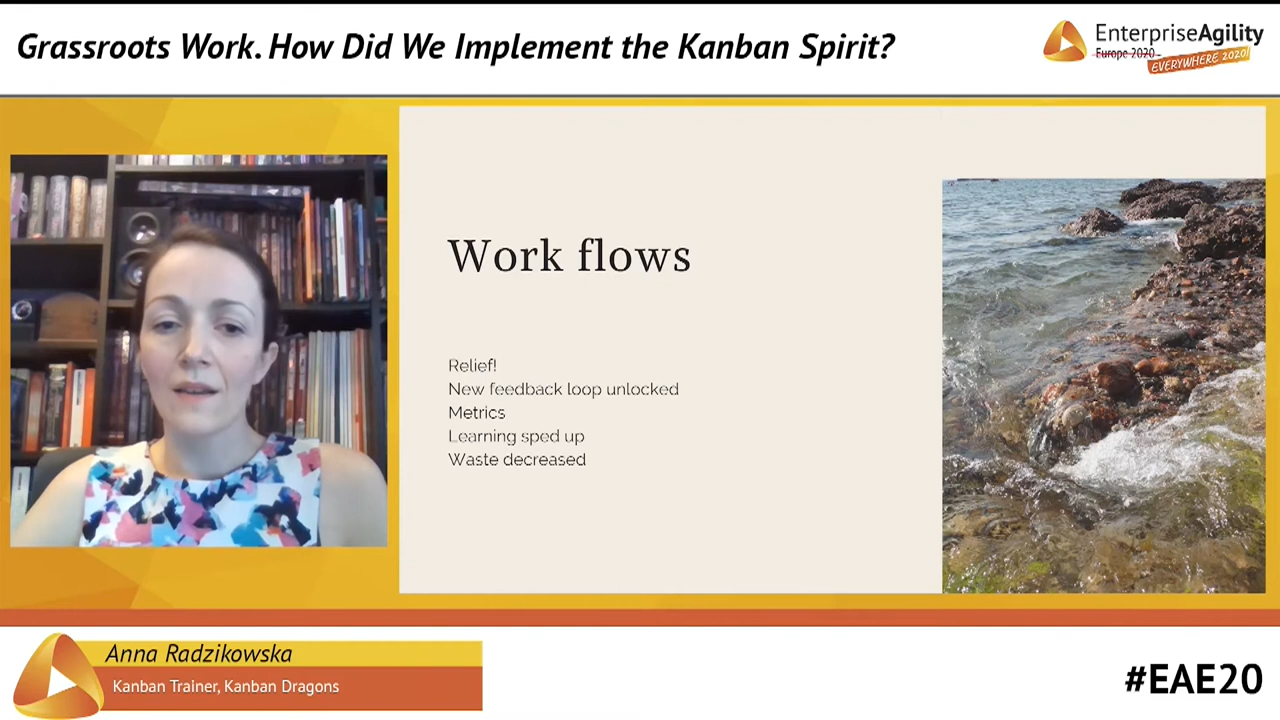 Grassroots Work. How Did We Implement the Kanban Spirit?
EnterpriseAgility
Europe 2020
EVERYWHERE 2020!
Work flows
Relief!
New feedback loop unlocked
Metrics
Learning sped up
Waste decreased
Anna Radzikowska
Kanban Trainer, Kanban Dragons
#EAE20